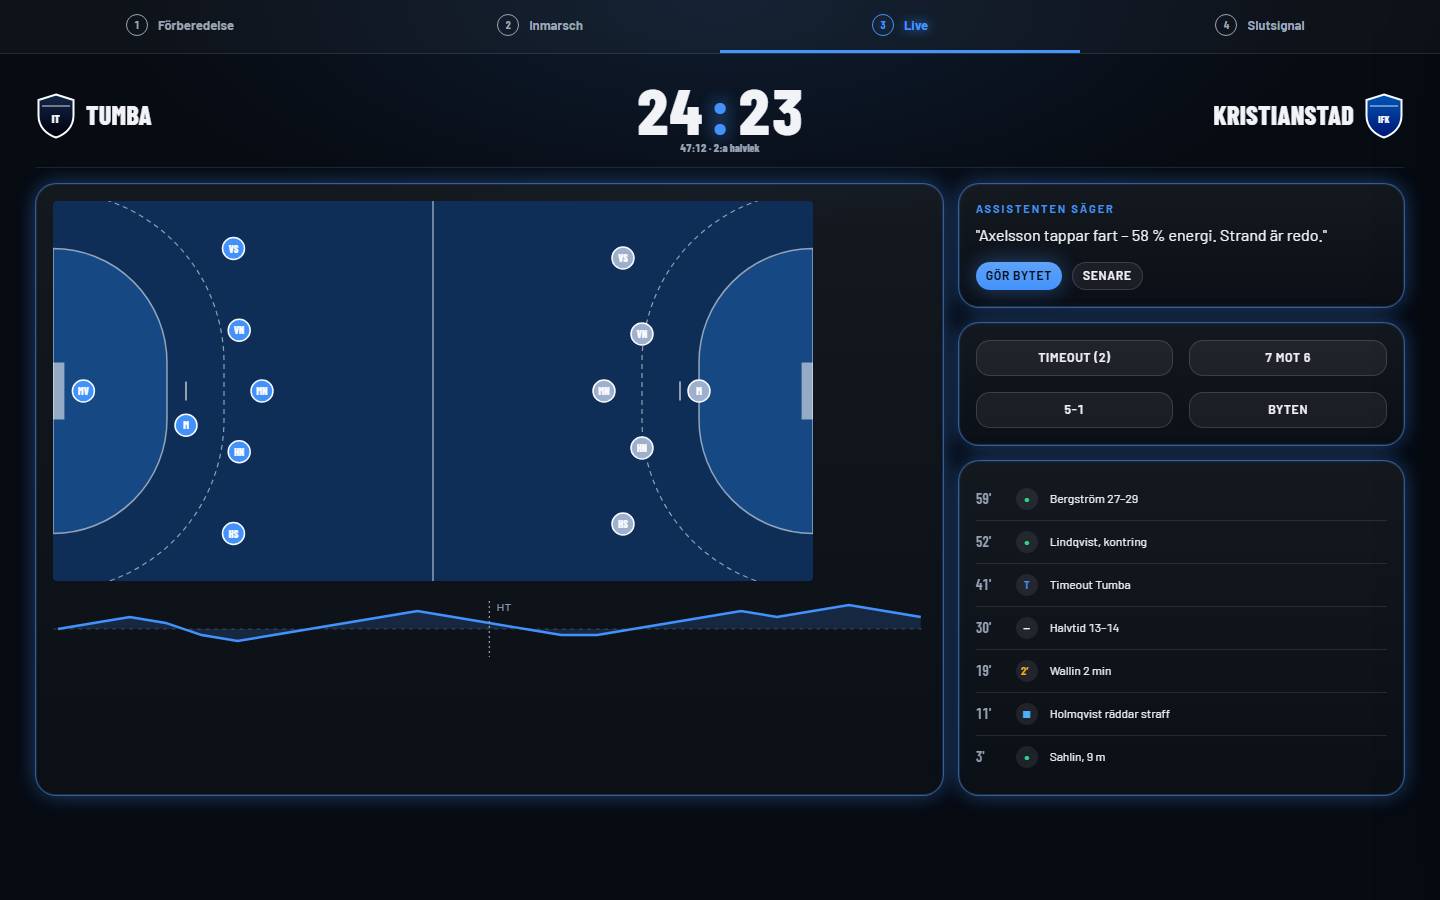 1 Förberedelse
2 Inmarsch
3 Live
4 Slutsignal
IT TUMBA
24:23
47:12 · 2:a halvlek
KRISTIANSTAD IFK
VS
VN
MV
MN
M
HN
HS
VS
VN
MN
M
HN
HS
HT
ASSISTENTEN SÄGER
"Axelsson tappar fart – 58 % energi. Strand är redo."
GÖR BYTET
SENARE
TIMEOUT (2)
7 MOT 6
5-1
BYTEN
59' Bergström 27–29
52' Lindqvist, kontring
41' T Timeout Tumba
30' – Halvtid 13–14
19' 2' Wallin 2 min
11' Holmqvist räddar straff
3' Sahlin, 9 m